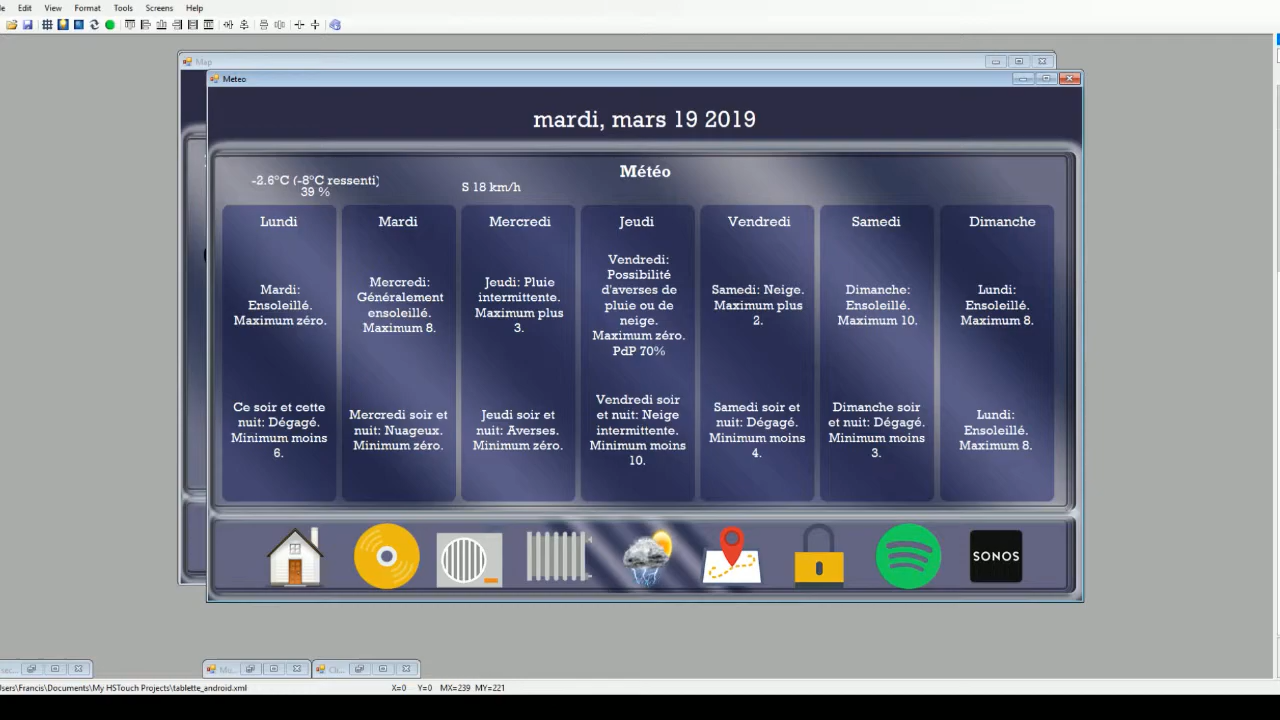 Edit View Format Tools Screens Help
Map
Meteo
mardi, mars 19 2019
Météo
-2.6°C (-8°C ressenti)
39 %
S 18 km/h
Lundi
Mardi:
Ensoleillé.
Maximum zéro.
Ce soir et cette
nuit: Dégagé.
Minimum moins
6.
Mardi
Mercredi:
Généralement
ensoleillé.
Maximum 8.
Mercredi soir et
nuit: Nuageux.
Minimum zéro.
Mercredi
Jeudi: Pluie
intermittente.
Maximum plus
3.
Jeudi soir et
nuit: Averses.
Minimum zéro.
Jeudi
Vendredi:
Possibilité
d'averses de
pluie ou de
neige.
Maximum zéro.
PdP 70%
Vendredi soir
et nuit: Neige
intermittente.
Minimum moins
10.
Vendredi
Samedi: Neige.
Maximum plus
2.
Samedi soir et
nuit: Dégagé.
Minimum moins
4.
Samedi
Dimanche:
Ensoleillé.
Maximum 10.
Dimanche soir
et nuit: Dégagé.
Minimum moins
3.
Dimanche
Lundi:
Ensoleillé.
Maximum 8.
Lundi:
Ensoleillé.
Maximum 8.
SONOS
Mo...
Cli...
sers\Francis\Documents\My HSTouch Projects\tablette_android.xml X=0 Y=0 MX=239 MY=221